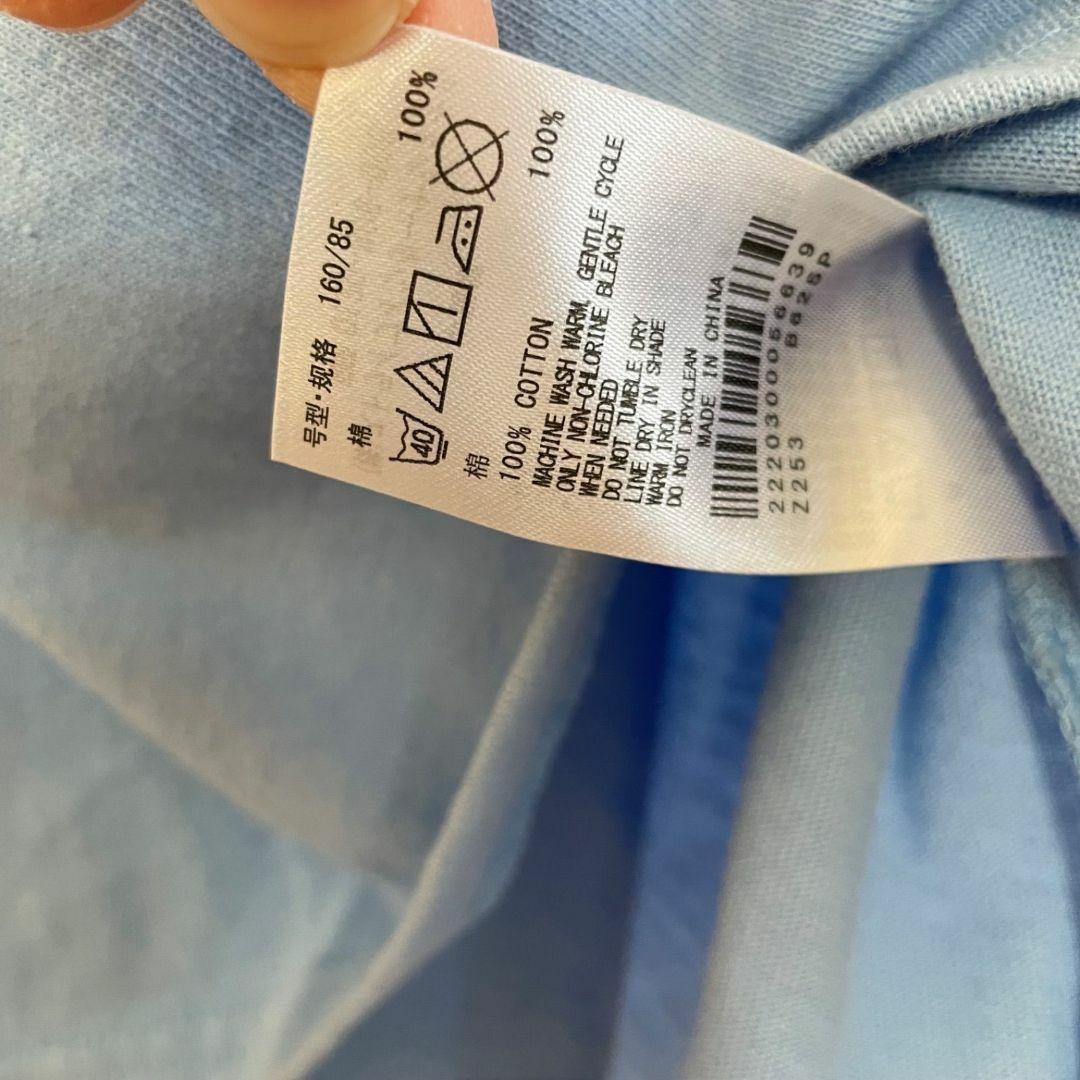 号型·规格 160/85
棉 100%
40
棉 100%
100% COTTON
MACHINE WASH WARM, GENTLE CYCLE
ONLY NON-CHLORINE BLEACH
WHEN NEEDED
DO NOT TUMBLE DRY
LINE DRY IN SHADE
WARM IRON
DO NOT DRYCLEAN
MADE IN CHINA
2220300056639
Z253 B625P